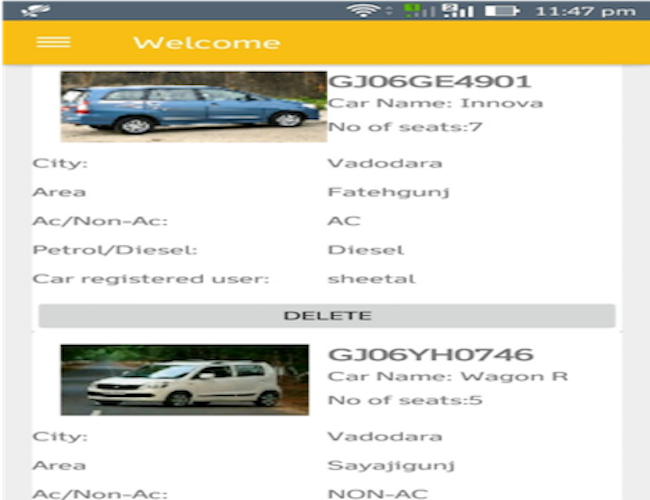 2 11:47 pm
Welcome
GJ06GE4901
Car Name: Innova
No of seats:7
City: Vadodara
Area Fatehgunj
Ac/Non-Ac: AC
Petrol/Diesel: Diesel
Car registered user: sheetal
DELETE
GJ06YH0746
Car Name: Wagon R
No of seats:5
City: Vadodara
Area Sayajigunj
Ac/Non-Ac: NON-AC